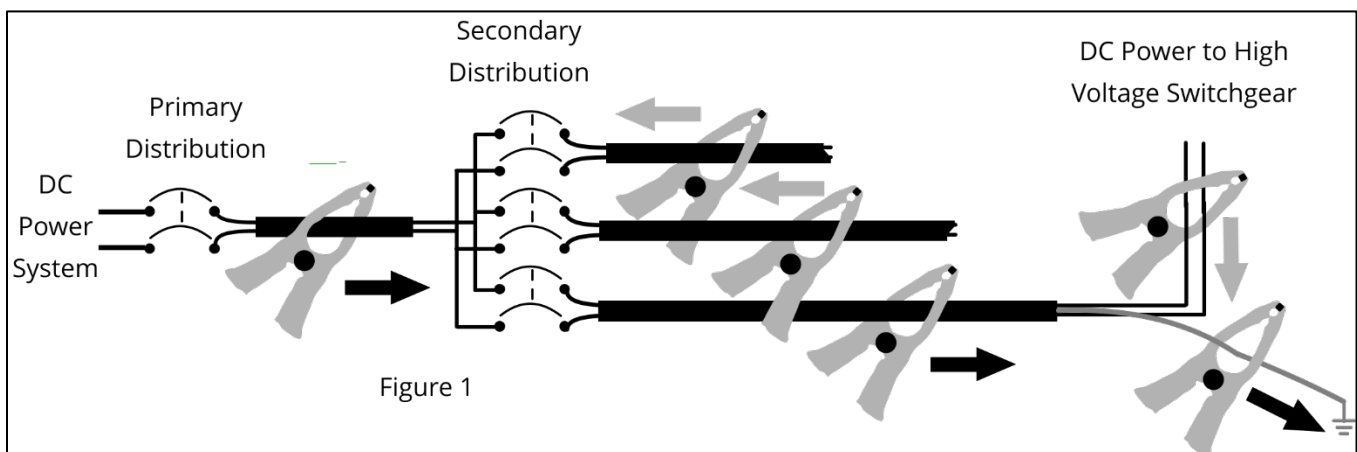 Secondary
Distribution
DC Power to High
Voltage Switchgear
Primary
Distribution
DC
Power
System
Figure 1